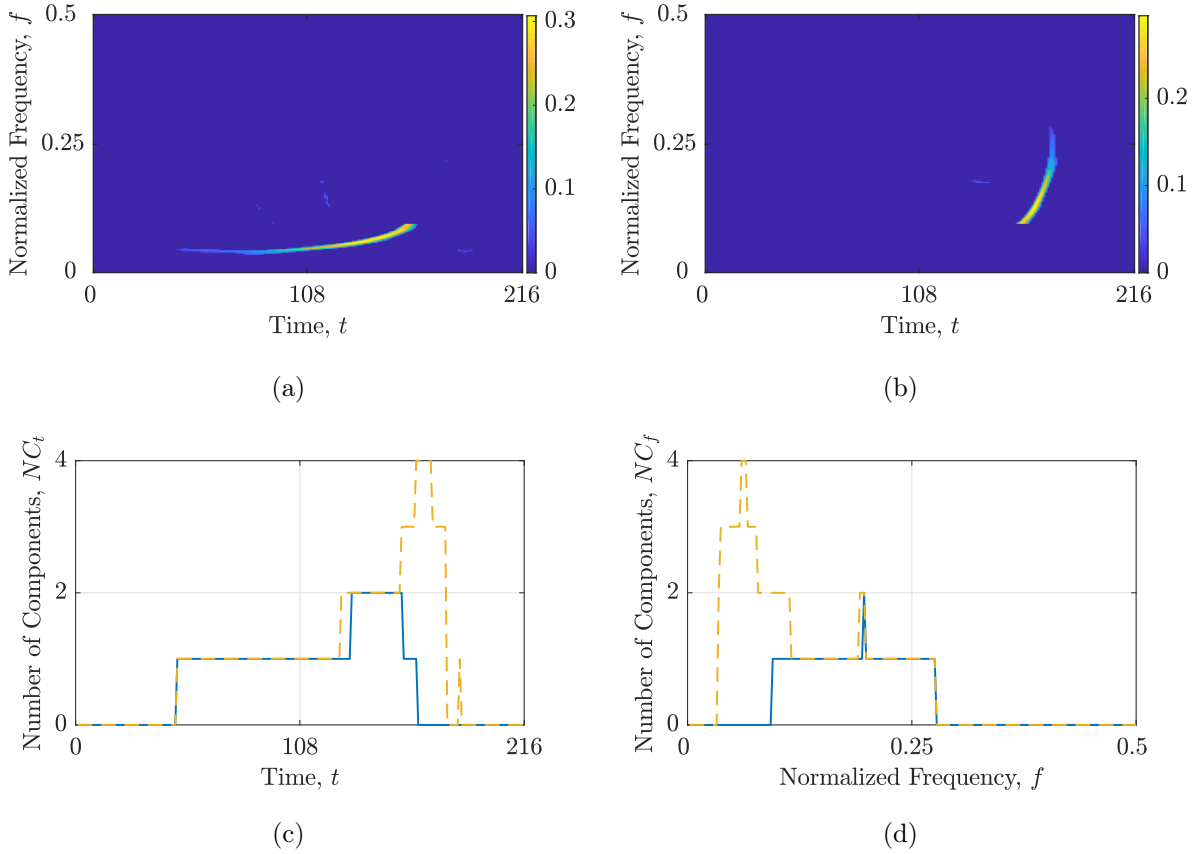 0.5
0.25
0
Normalized Frequency, f
0
108
216
Time, t
0.3
0.2
0.1
0
(a)
0.5
0.25
0
Normalized Frequency, f
0
108
216
Time, t
0.2
0.1
0
(b)
4
2
0
Number of Components, NC_t
0
108
216
Time, t
(c)
4
2
0
Number of Components, NC_f
0
0.25
0.5
Normalized Frequency, f
(d)